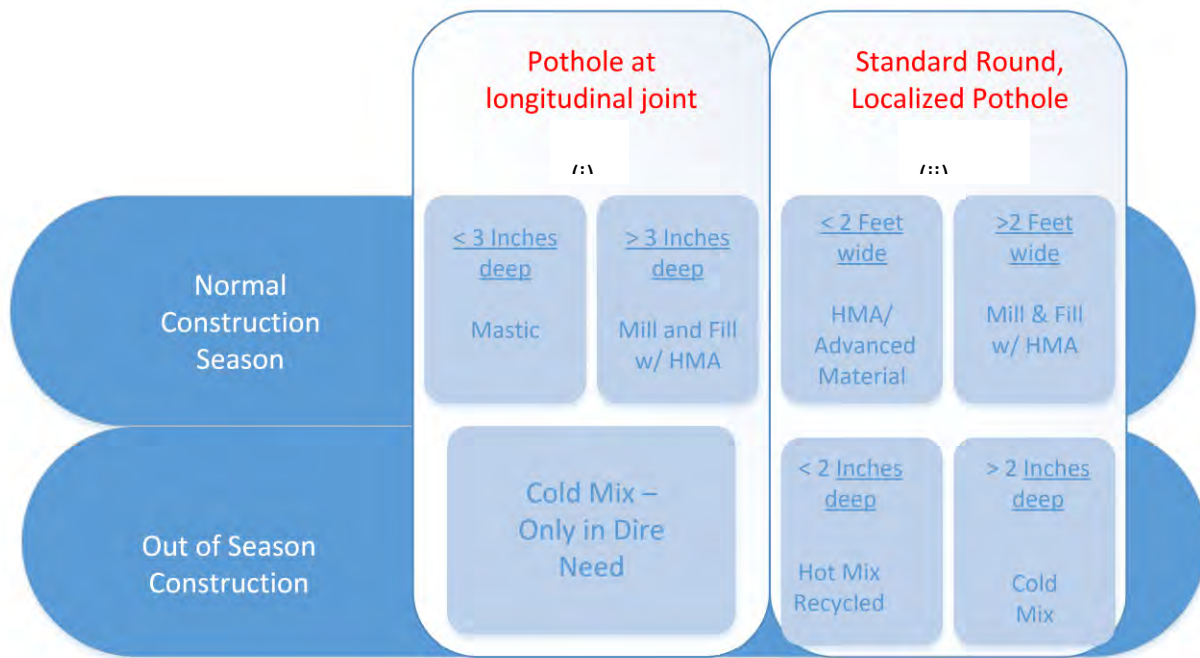 Pothole at
longitudinal joint
Standard Round,
Localized Pothole
Normal
Construction
Season
< 3 Inches
deep
Mastic
> 3 Inches
deep
Mill and Fill
w/ HMA
< 2 Feet
wide
HMA/
Advanced
Material
>2 Feet
wide
Mill & Fill
w/ HMA
Out of Season
Construction
Cold Mix –
Only in Dire
Need
< 2 Inches
deep
Hot Mix
Recycled
> 2 Inches
deep
Cold
Mix